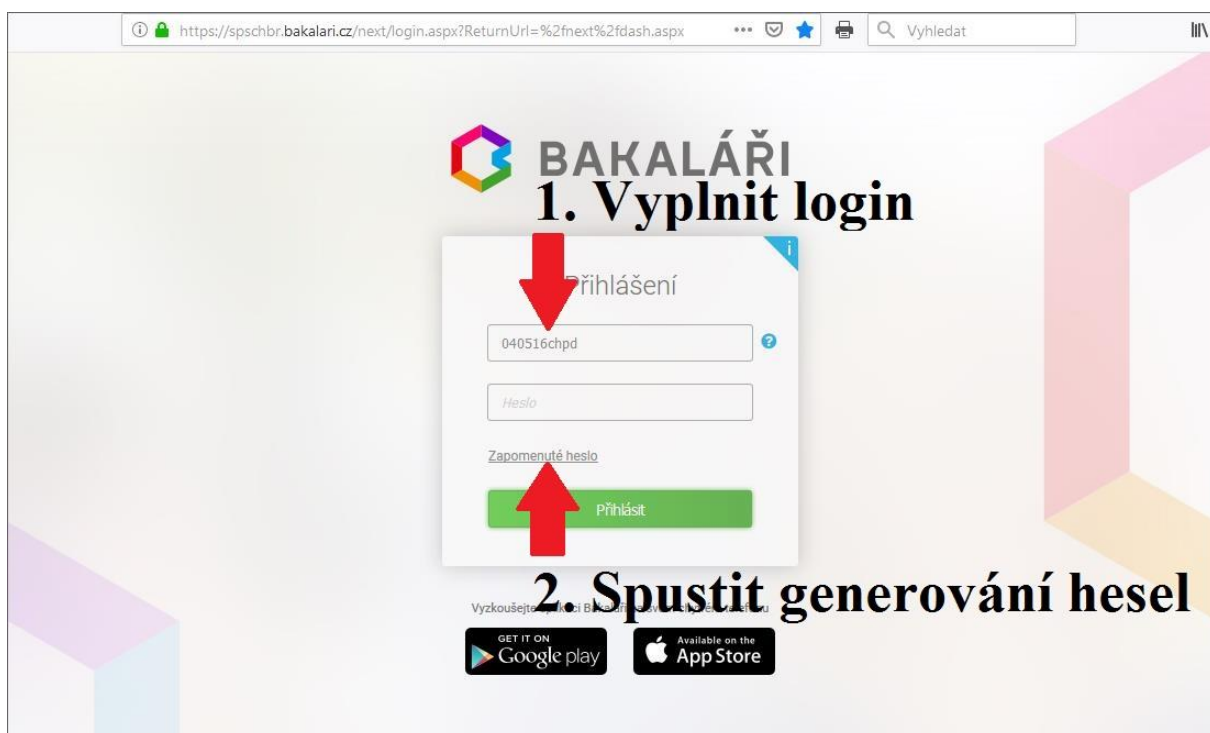 https://spschbr.bakalari.cz/next/login.aspx?ReturnUrl=%2fnext%2fdash.aspx
Vyhledat
BAKALÁŘI
1. Vyplnit login
i
Přihlášení
040516chpd
?
Heslo
Zapomenuté heslo
Přihlásit
2. Spustit generování hesel
Vyzkoušejte
GET IT ON
Google play
Available on the
App Store